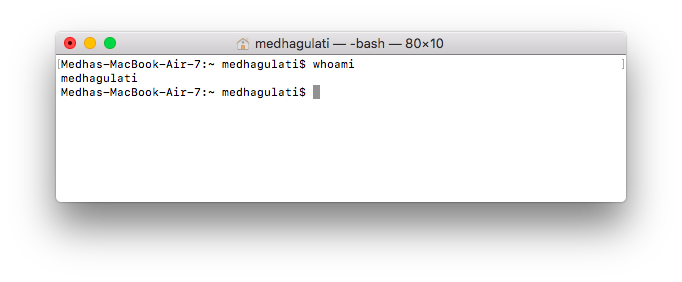 medhagulati — -bash — 80×10
[Medhas-MacBook-Air-7:~ medhagulati$ whoami ]
medhagulati
Medhas-MacBook-Air-7:~ medhagulati$